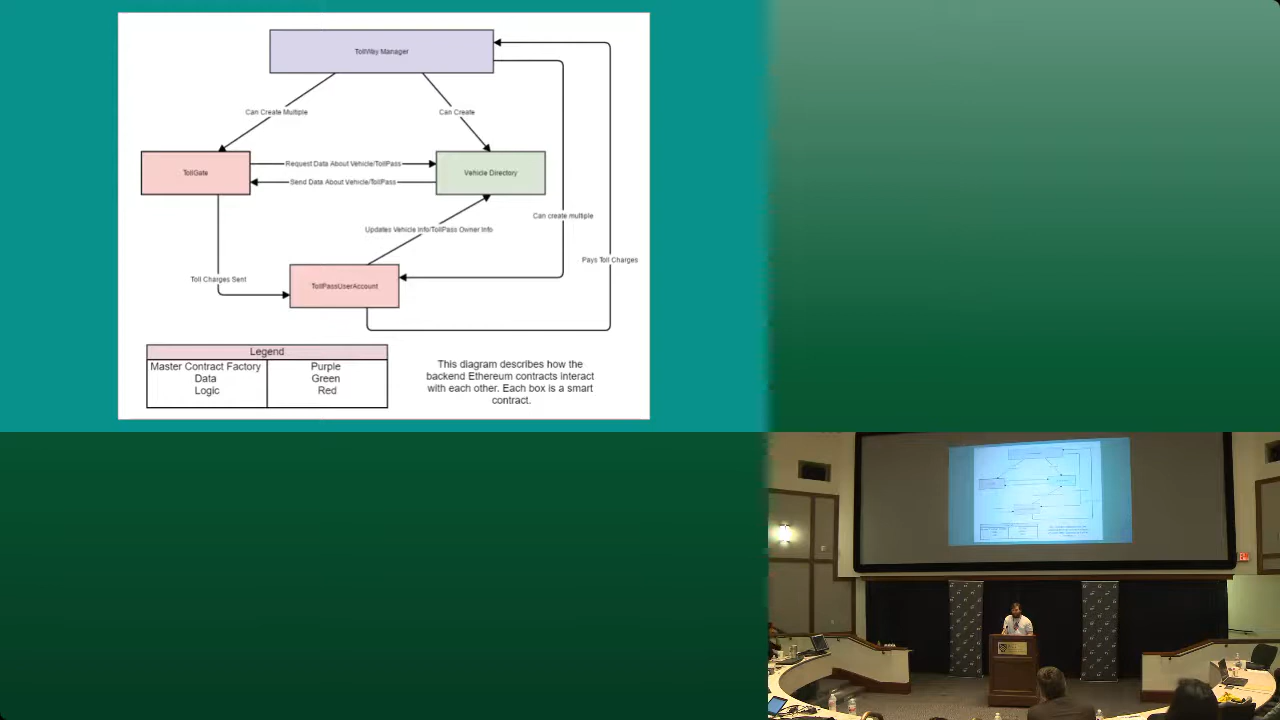 TollWay Manager
Can Create Multiple
Can Create
TollGate
Request Data About Vehicle/TollPass
Send Data About Vehicle/TollPass
Vehicle Directory
Can create multiple
Updates Vehicle Info/TollPass Owner Info
Pays Toll Charges
Toll Charges Sent
TollPassUserAccount
Legend
Master Contract Factory Purple
Data Green
Logic Red
This diagram describes how the
backend Ethereum contracts interact
with each other. Each box is a smart
contract.